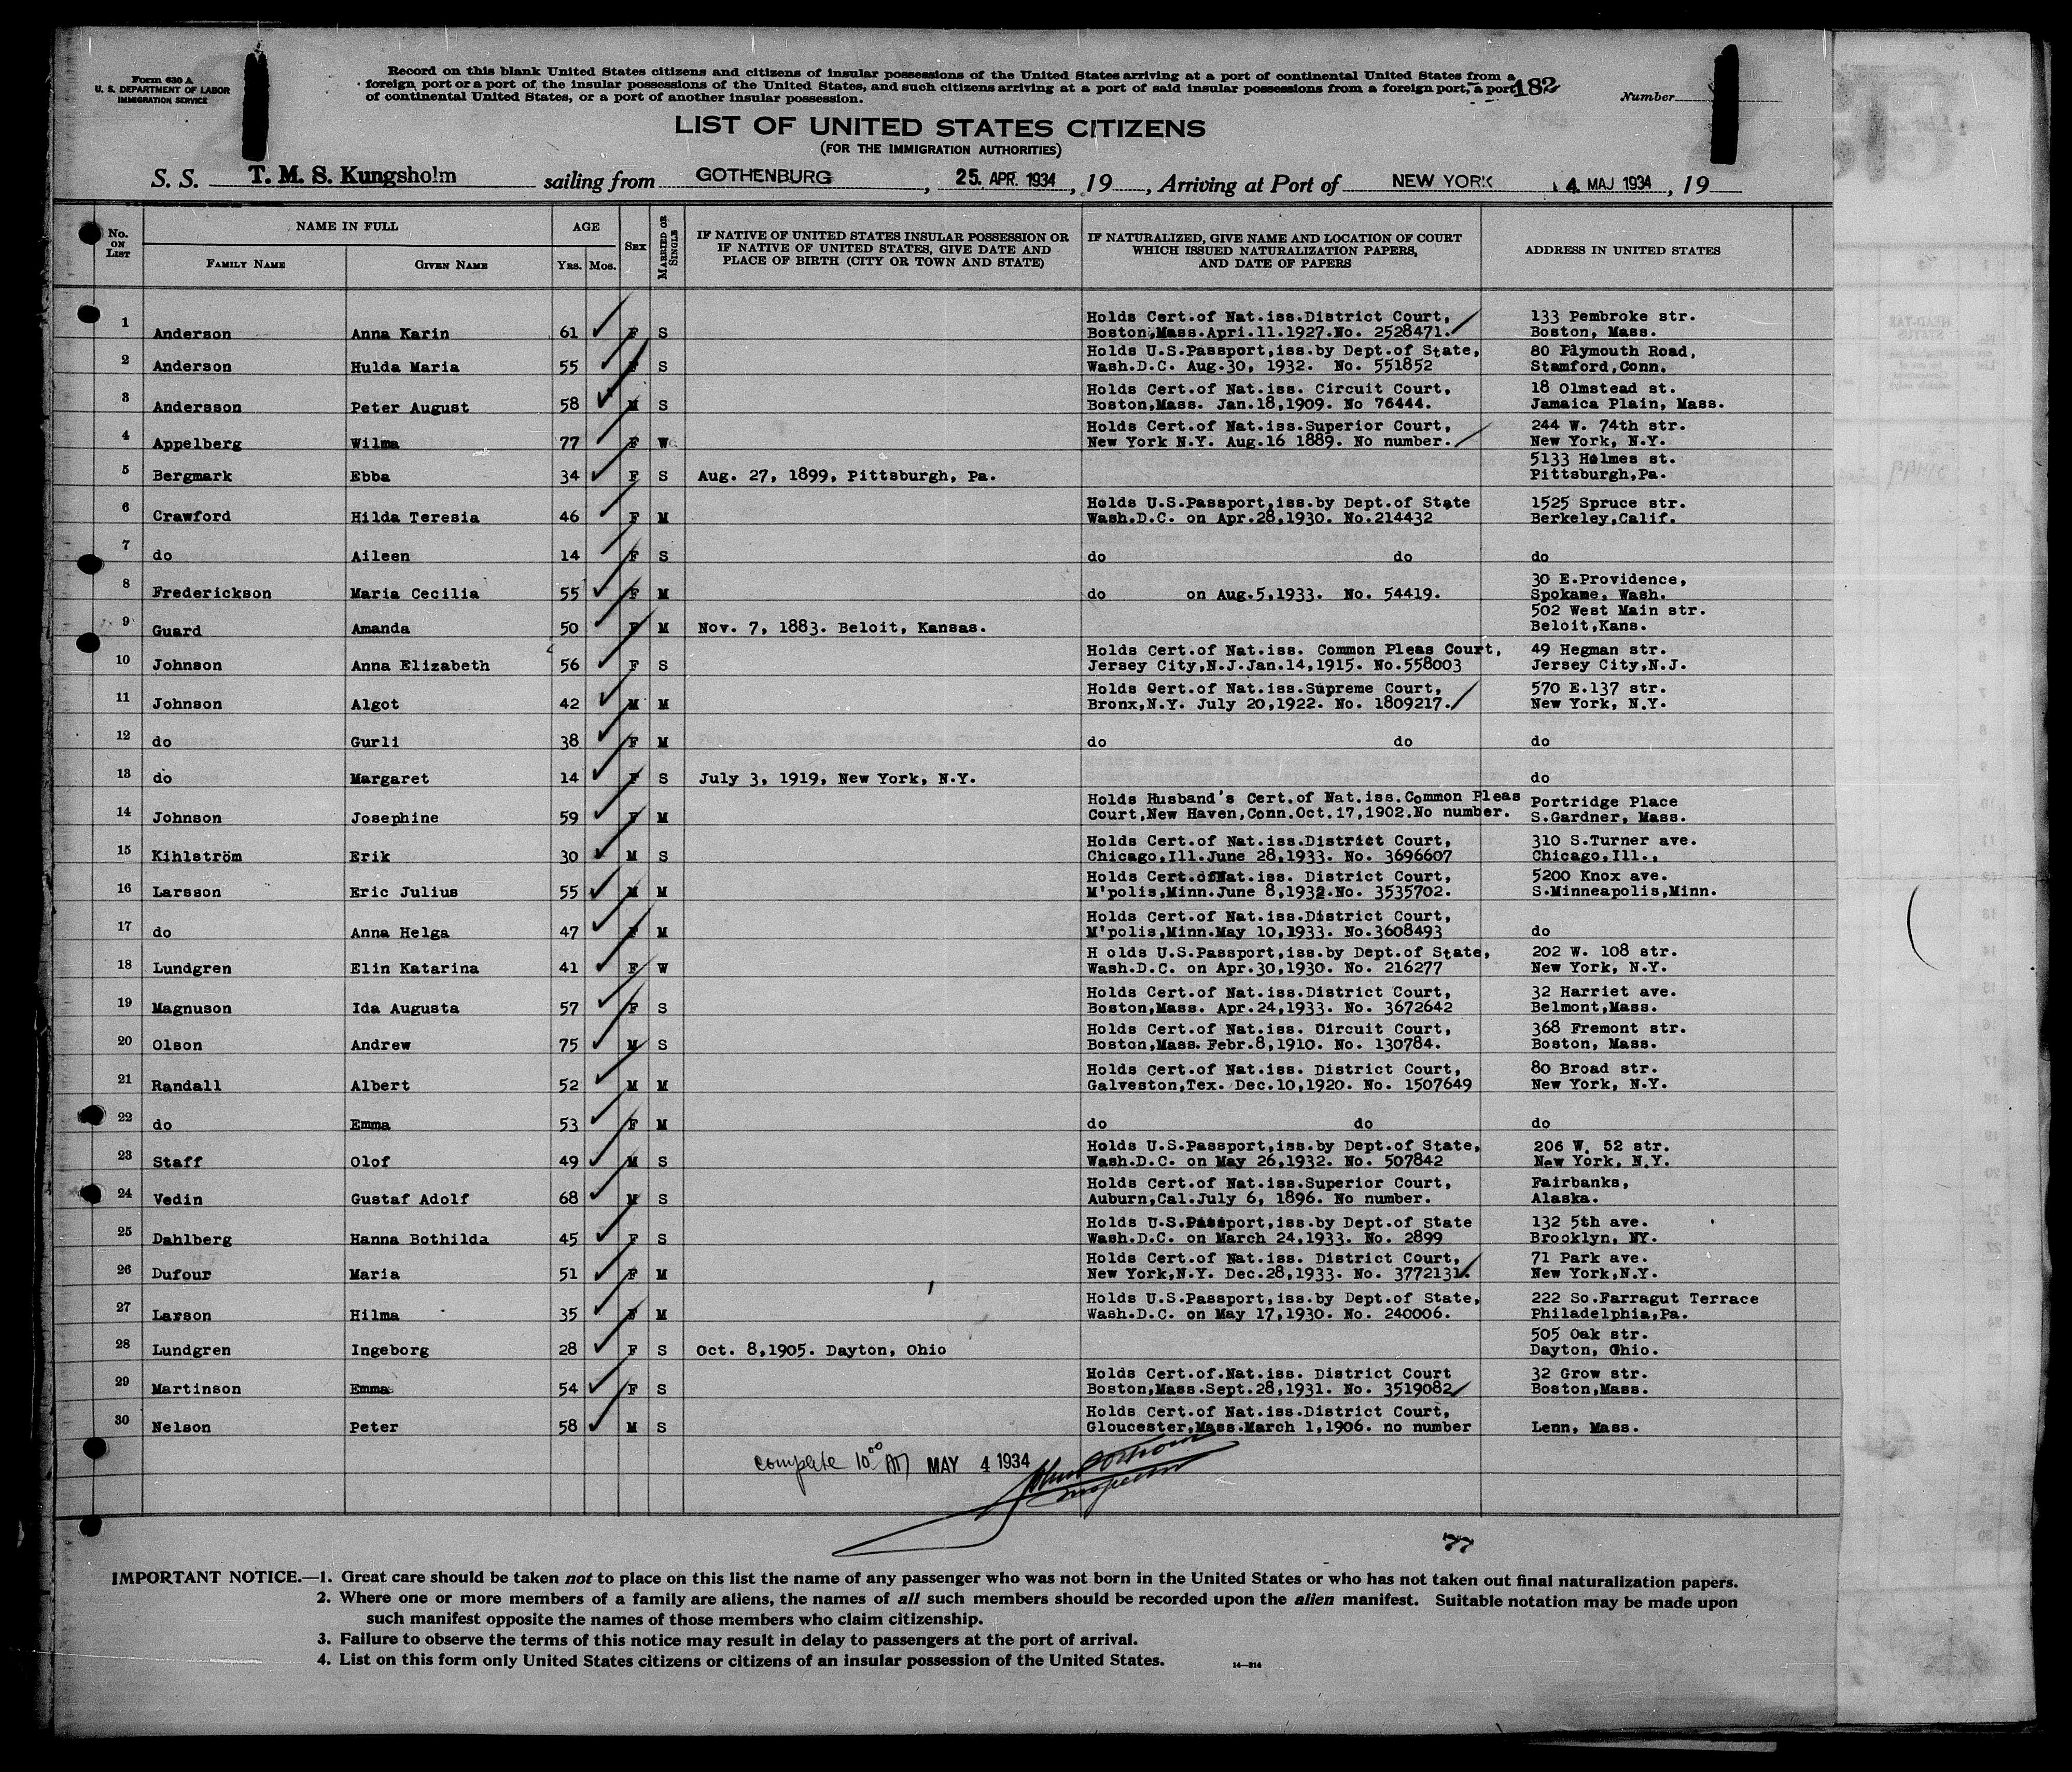 Form 630 A
U. S. DEPARTMENT OF LABOR
IMMIGRATION SERVICE
Record on this blank United States citizens and citizens of insular possessions of the United States arriving at a port of continental United States from a
foreign port or a port of the insular possessions of the United States, and such citizens arriving at a port of said insular possessions from a foreign port, a port
of continental United States, or a port of another insular possession.
182
Number
LIST OF UNITED STATES CITIZENS
(FOR THE IMMIGRATION AUTHORITIES)
S. S. T. M. S. Kungsholm sailing from GOTHENBURG, 25. APR. 1934, 19 , Arriving at Port of NEW YORK 4. MAJ 1934, 19
No. ON LIST NAME IN FULL AGE SEX MARRIED OR SINGLE IF NATIVE OF UNITED STATES INSULAR POSSESSION OR IF NATIVE OF UNITED STATES, GIVE DATE AND PLACE OF BIRTH (CITY OR TOWN AND STATE) IF NATURALIZED, GIVE NAME AND LOCATION OF COURT WHICH ISSUED NATURALIZATION PAPERS, AND DATE OF PAPERS ADDRESS IN UNITED STATES
FAMILY NAME GIVEN NAME YRS. MOS.
Holds Cert.of Nat.iss.District Court, 133 Pembroke str.
1 Anderson Anna Karin 61 F S Boston,Mass.Apri.11.1927.No. 2528471. Boston, Mass.
Holds U.S.Passport,iss.by Dept.of State, 80 Plymouth Road,
2 Anderson Hulda Maria 55 F S Wash.D.C. Aug.30, 1932. No. 551852 Stamford,Conn.
Holds Cert.of Nat.iss. Circuit Court, 18 Olmstead st.
3 Andersson Peter August 58 M S Boston,Mass. Jan.18,1909. No 76444. Jamaica Plain, Mass.
Holds Cert.of Nat.iss.Superior Court, 244 W. 74th str.
4 Appelberg Wilma 77 F W New York N.Y. Aug.16 1889. No number. New York, N.Y.
5133 Holmes st.
5 Bergmark Ebba 34 F S Aug. 27, 1899, Pittsburgh, Pa. Pittsburgh,Pa.
Holds U.S.Passport,iss.by Dept.of State 1525 Spruce str.
6 Crawford Hilda Teresia 46 F M Wash.D.C. on Apr.28,1930. No.214432 Berkeley,Calif.
7 do Aileen 14 F S do do do
30 E.Providence,
8 Frederickson Maria Cecilia 55 F M do on Aug.5,1933. No. 54419. Spokane, Wash.
502 West Main str.
9 Guard Amanda 50 F M Nov. 7, 1883. Beloit, Kansas. Beloit,Kans.
Holds Cert.of Nat.iss. Common Pleas Court, 49 Hegman str.
10 Johnson Anna Elizabeth 56 F S Jersey City,N.J.Jan.14,1915. No.558003 Jersey City,N.J.
Holds Cert.of Nat.iss.Supreme Court, 570 E.137 str.
11 Johnson Algot 42 M M Bronx,N.Y. July 20,1922. No. 1809217. New York, N.Y.
12 do Gurli 38 F M do do do
13 do Margaret 14 F S July 3, 1919, New York, N.Y. do
Holds Husband's Cert.of Nat.iss.Common Pleas Portridge Place
14 Johnson Josephine 59 F M Court,New Haven,Conn.Oct.17,1902.No number. S.Gardner, Mass.
Holds Cert.of Nat.iss.District Court, 310 S.Turner ave.
15 Kihlström Erik 30 M S Chicago,Ill.June 28,1933. No. 3696607 Chicago,Ill.,
Holds Cert.ofNat.iss. District Court, 5200 Knox ave.
16 Larsson Eric Julius 55 M M M'polis,Minn.June 8,1932.No. 3535702. S.Minneapolis,Minn.
Holds Cert.of Nat.iss.District Court,
17 do Anna Helga 47 F M M'polis,Minn.May 10,1933. No.3608493 do
H olds U.S.Passport,iss.by Dept.of State, 202 W. 108 str.
18 Lundgren Elin Katarina 41 F W Wash.D.C. on Apr.30,1930. No. 216277 New York, N.Y.
Holds Cert.of Nat.iss.District Court, 32 Harriet ave.
19 Magnuson Ida Augusta 57 F S Boston,Mass. Apr.24,1933. No. 3672642 Belmont,Mass.
Holds Cert.of Nat.iss. Circuit Court, 368 Fremont str.
20 Olson Andrew 75 M S Boston,Mass. Febr.8,1910. No. 130784. Boston, Mass.
Holds Cert.of Nat.iss. District Court, 80 Broad str.
21 Randall Albert 52 M M Galveston,Tex. Dec.10,1920. No. 1507649 New York, N.Y.
22 do Emma 53 F M do do do
Holds U.S.Passport,iss.by Dept.of State, 206 W. 52 str.
23 Staff Olof 49 M S Wash.D.C. on May 26,1932. No. 507842 New York, N.Y.
Holds Cert.of Nat.iss.Superior Court, Fairbanks,
24 Vedin Gustaf Adolf 68 M S Auburn,Cal.July 6, 1896. No number. Alaska.
Holds U.S.Passport,iss.by Dept.of State 132 5th ave.
25 Dahlberg Hanna Bothilda 45 F S Wash.D.C. on March 24,1933. No. 2899 Brooklyn, NY.
Holds Cert.of Nat.iss. District Court, 71 Park ave.
26 Dufour Maria 51 F M New York,N.Y. Dec.28,1933. No. 3772131. New York,N.Y.
Holds U.S.Passport,iss.by Dept.of State, 222 So.Farragut Terrace
27 Larson Hilma 35 F M Wash.D.C. on May 17,1930. No. 240006. Philadelphia,Pa.
505 Oak str.
28 Lundgren Ingeborg 28 F S Oct. 8,1905. Dayton, Ohio Dayton, Ohio.
Holds Cert.of.Nat.iss. District Court 32 Grow str.
29 Martinson Emma 54 F S Boston,Mass.Sept.28,1931. No. 3519082 Boston,Mass.
Holds Cert.of Nat.iss.District Court,
30 Nelson Peter 58 M S Gloucester,Mass.March 1,1906. no number Lenn, Mass.
complete 10 00 AM MAY 4 1934
Inspector
77
IMPORTANT NOTICE.—1. Great care should be taken not to place on this list the name of any passenger who was not born in the United States or who has not taken out final naturalization papers.
2. Where one or more members of a family are aliens, the names of all such members should be recorded upon the alien manifest. Suitable notation may be made upon
such manifest opposite the names of those members who claim citizenship.
3. Failure to observe the terms of this notice may result in delay to passengers at the port of arrival.
4. List on this form only United States citizens or citizens of an insular possession of the United States.
14—214